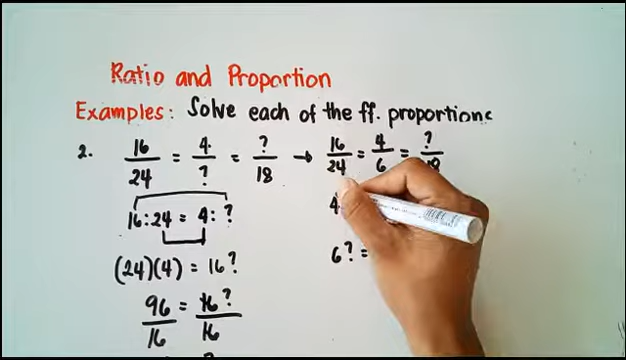 Ratio and Proportion
Examples: Solve each of the ff. proportions
2. 16/24 = 4/? = ?/18 → 16/24 = 4/6 = ?/18
16:24 = 4:?
4
(24)(4) = 16?
6? =
96/16 = 16?/16